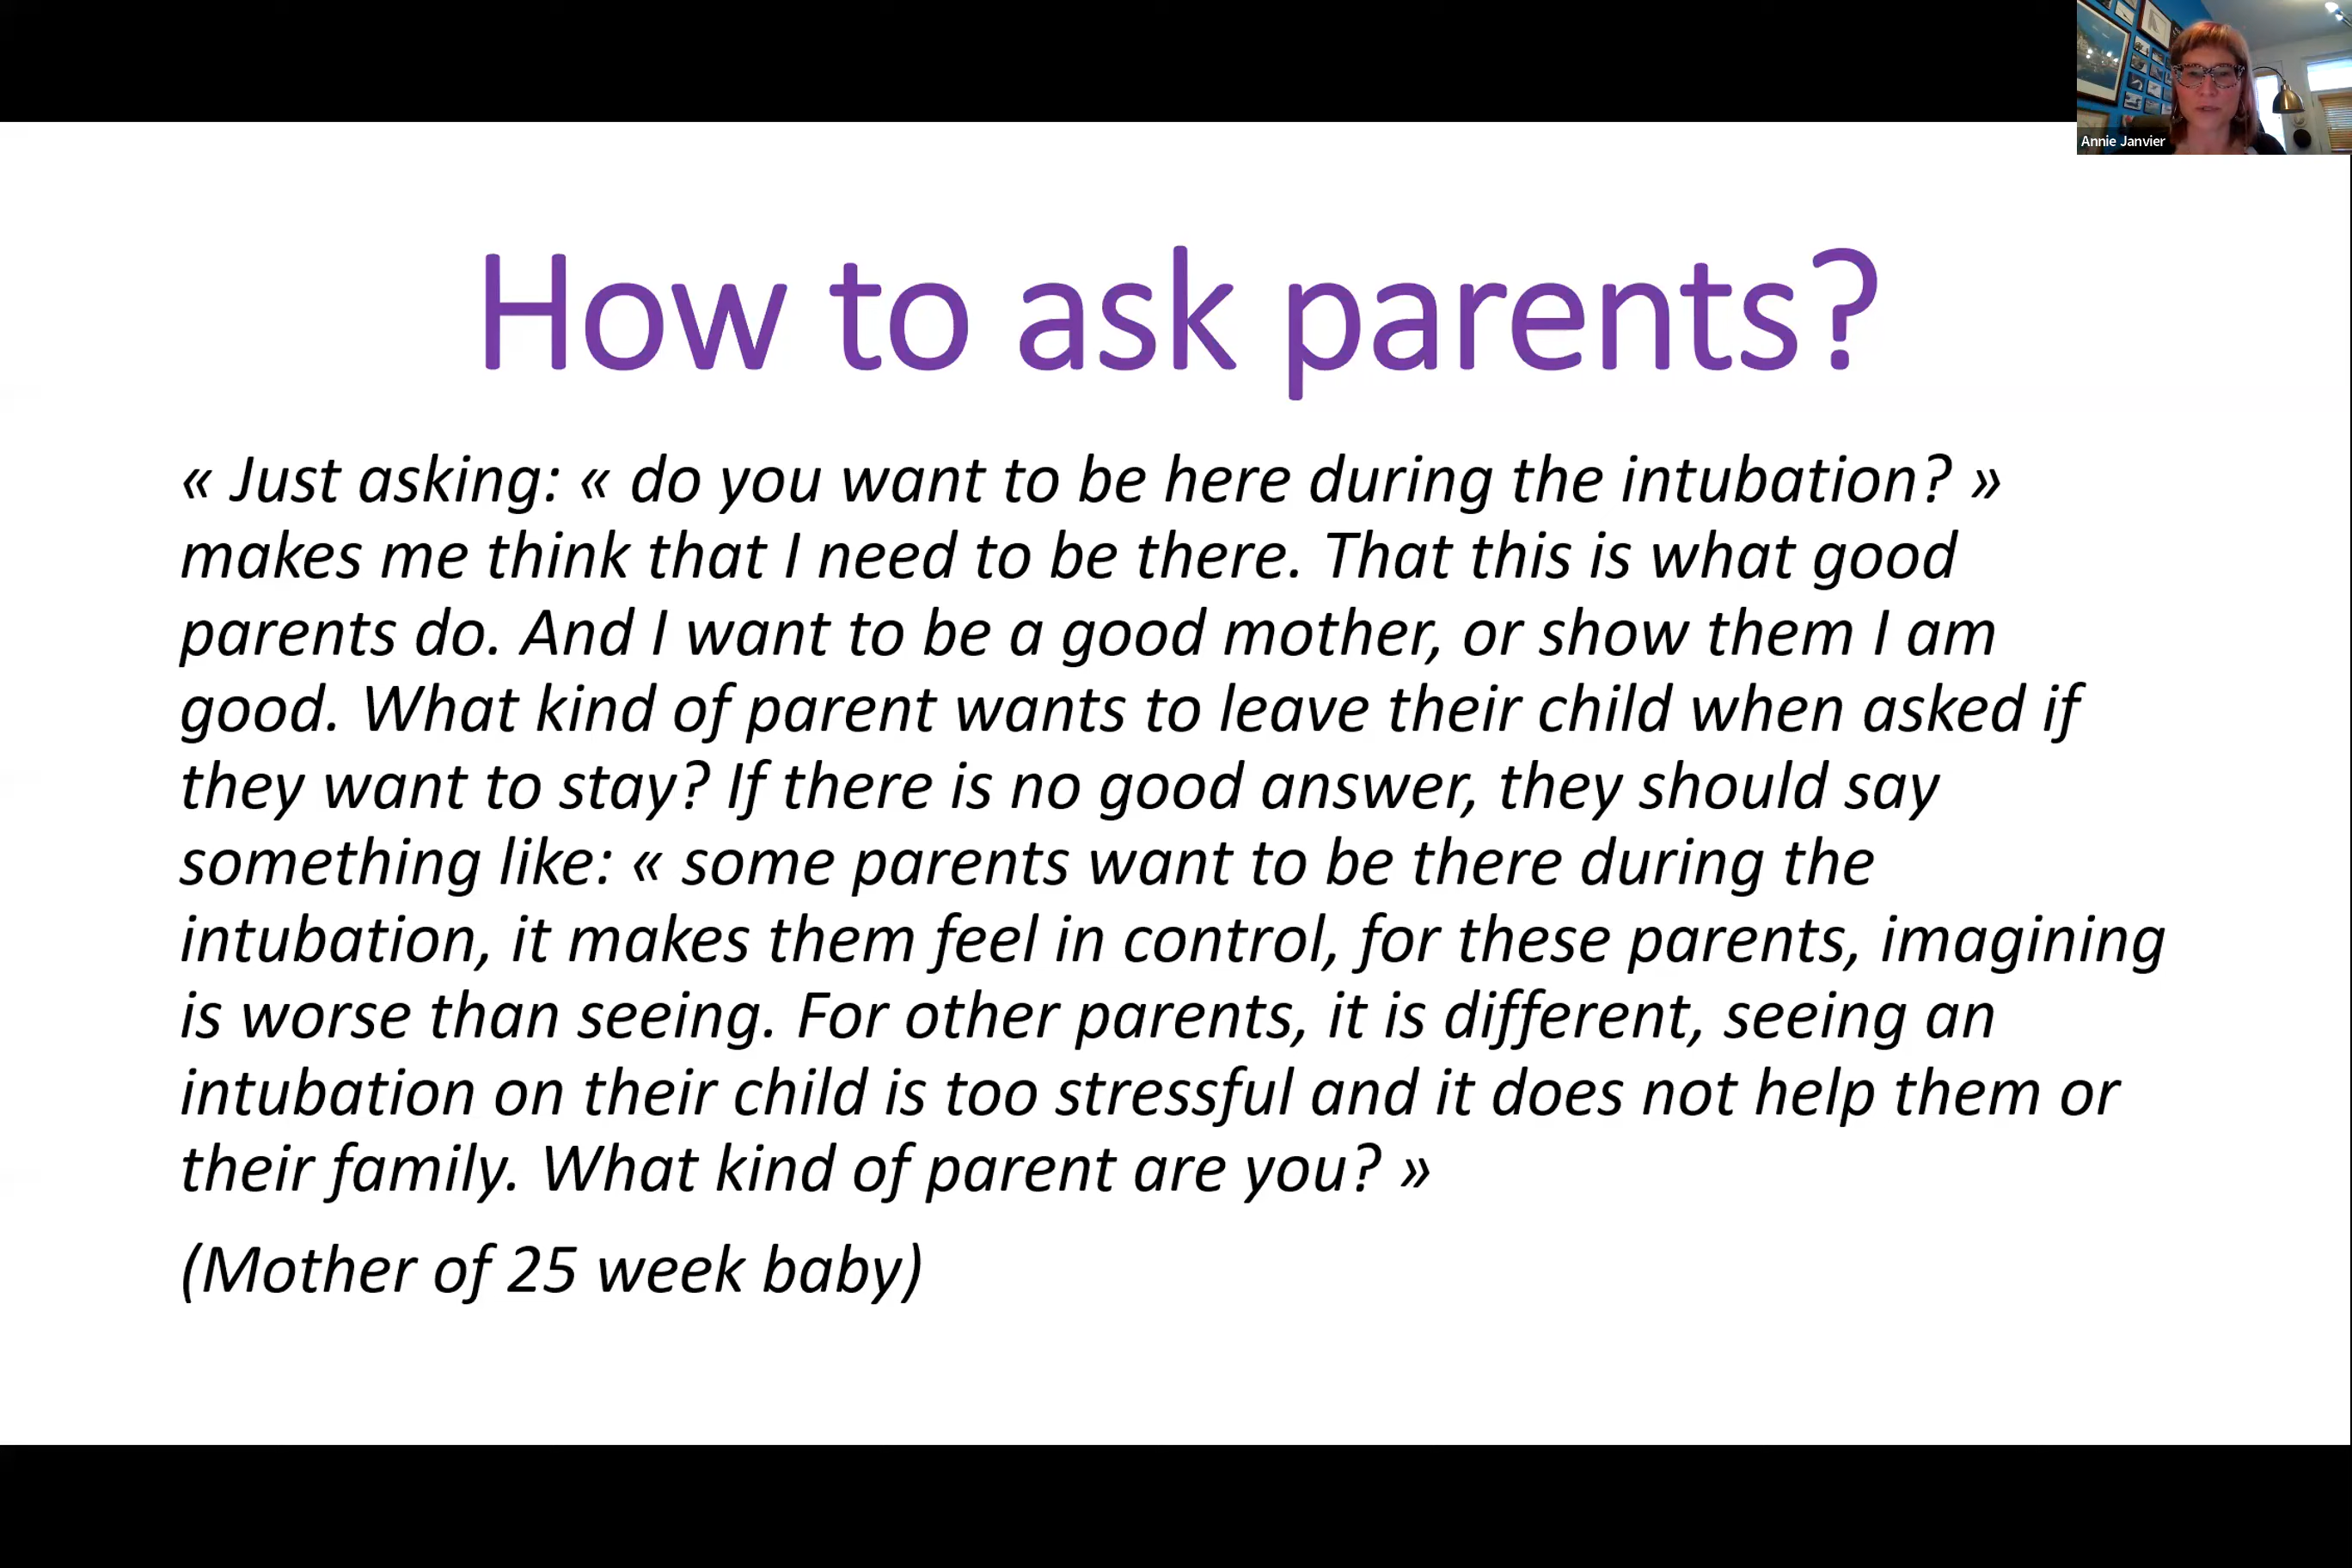 Annie Janvier
How to ask parents?
« Just asking: « do you want to be here during the intubation? »
makes me think that I need to be there. That this is what good
parents do. And I want to be a good mother, or show them I am
good. What kind of parent wants to leave their child when asked if
they want to stay? If there is no good answer, they should say
something like: « some parents want to be there during the
intubation, it makes them feel in control, for these parents, imagining
is worse than seeing. For other parents, it is different, seeing an
intubation on their child is too stressful and it does not help them or
their family. What kind of parent are you? »
(Mother of 25 week baby)